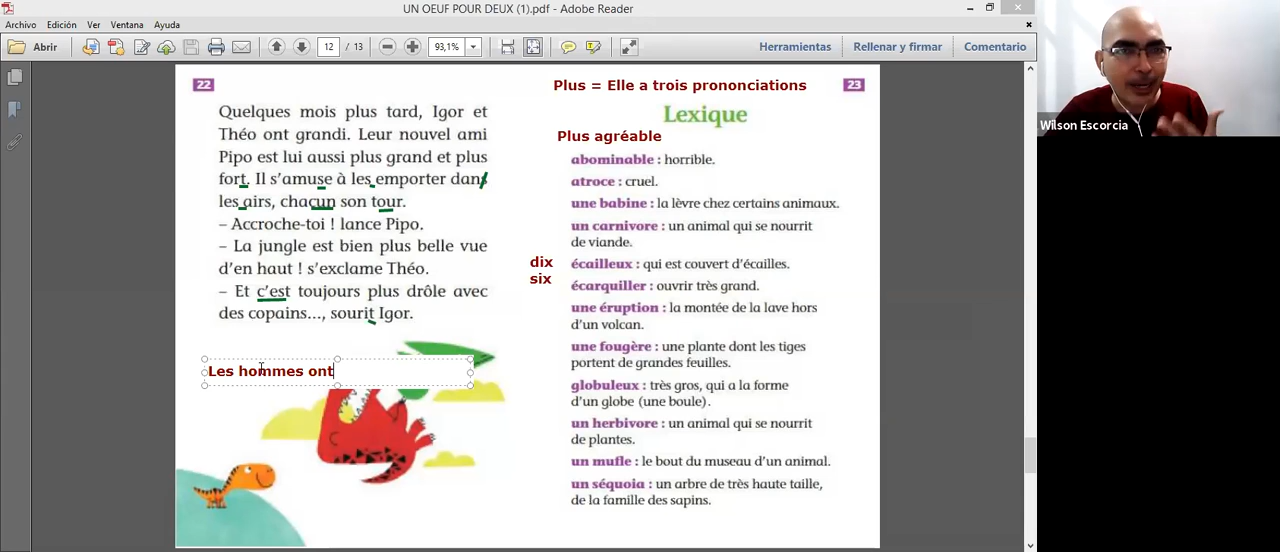 UN OEUF POUR DEUX (1).pdf - Adobe Reader
Archivo Edición Ver Ventana Ayuda
Abrir
12 / 13
93,1%
Herramientas Rellenar y firmar Comentario
22
Quelques mois plus tard, Igor et
Théo ont grandi. Leur nouvel ami
Pipo est lui aussi plus grand et plus
fort. Il s'amuse à les emporter dans
les airs, chacun son tour.
– Accroche-toi ! lance Pipo.
– La jungle est bien plus belle vue
d'en haut ! s'exclame Théo.
– Et c'est toujours plus drôle avec
des copains..., sourit Igor.
Les hommes ont
Plus = Elle a trois prononciations
23
Lexique
Plus agréable
abominable : horrible.
atroce : cruel.
une babine : la lèvre chez certains animaux.
un carnivore : un animal qui se nourrit
de viande.
dix
six
écailleux : qui est couvert d'écailles.
écarquiller : ouvrir très grand.
une éruption : la montée de la lave hors
d'un volcan.
une fougère : une plante dont les tiges
portent de grandes feuilles.
globuleux : très gros, qui a la forme
d'un globe (une boule).
un herbivore : un animal qui se nourrit
de plantes.
un mufle : le bout du museau d'un animal.
un séquoia : un arbre de très haute taille,
de la famille des sapins.
Wilson Escorcia